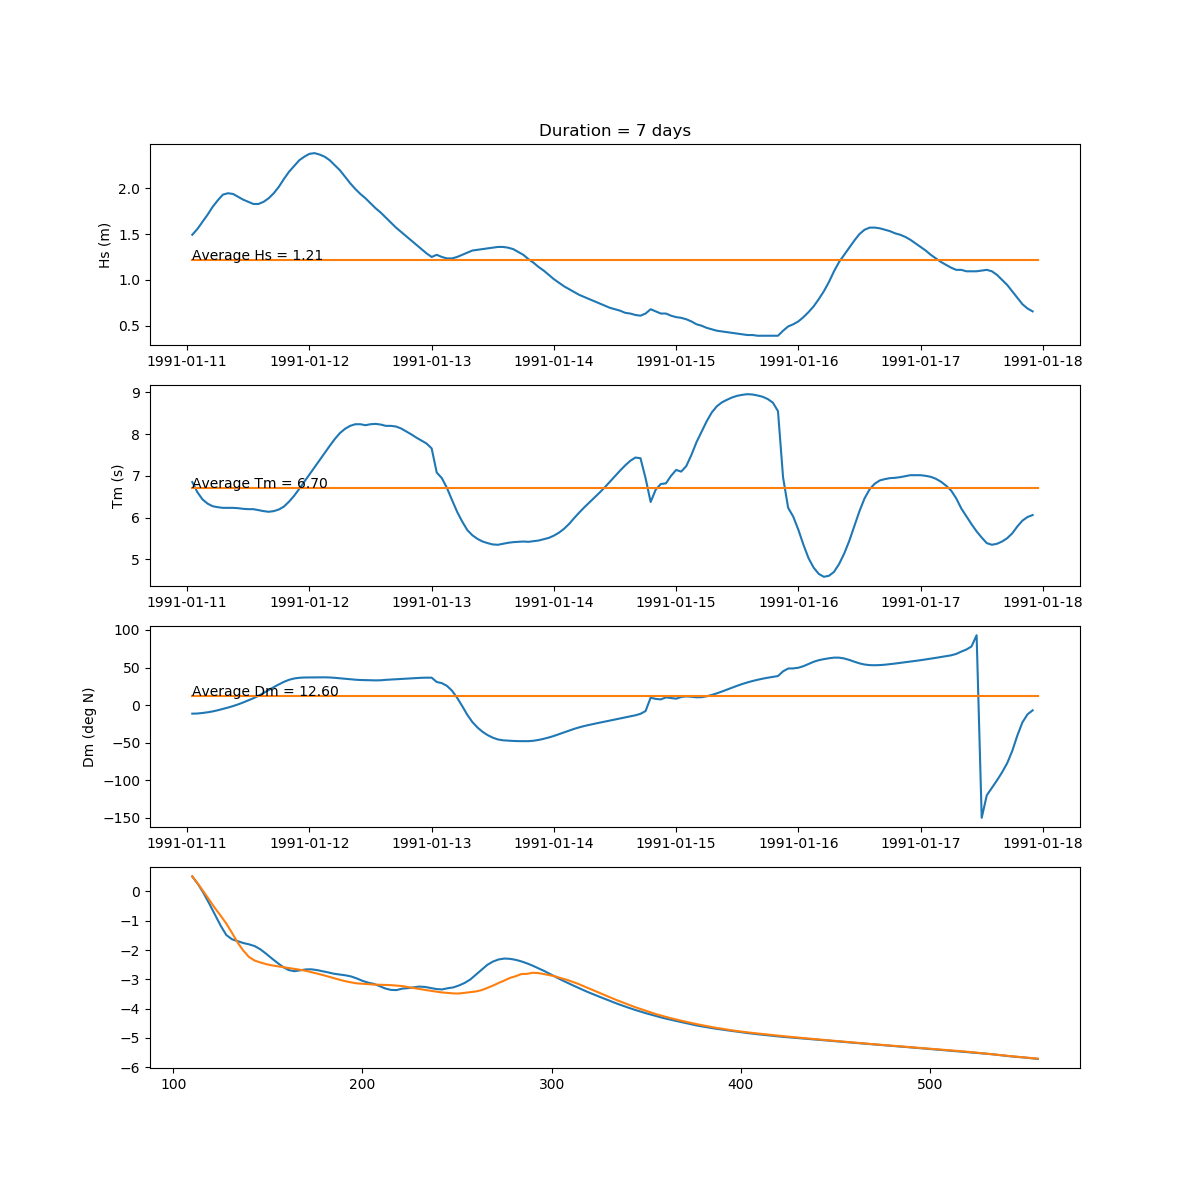 Duration = 7 days
Hs (m)
2.0
1.5
1.0
0.5
Average Hs = 1.21
1991-01-11 1991-01-12 1991-01-13 1991-01-14 1991-01-15 1991-01-16 1991-01-17 1991-01-18
Tm (s)
9
8
7
6
5
Average Tm = 6.70
1991-01-11 1991-01-12 1991-01-13 1991-01-14 1991-01-15 1991-01-16 1991-01-17 1991-01-18
Dm (deg N)
100
50
0
−50
−100
−150
Average Dm = 12.60
1991-01-11 1991-01-12 1991-01-13 1991-01-14 1991-01-15 1991-01-16 1991-01-17 1991-01-18
0
−1
−2
−3
−4
−5
−6
100 200 300 400 500